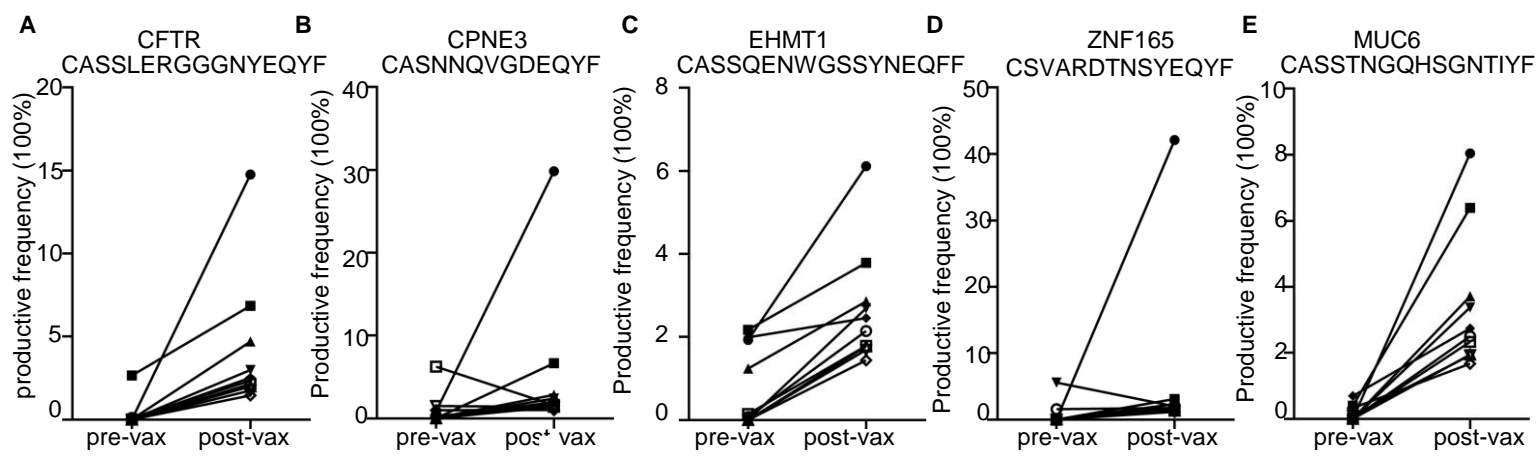 A
CFTR
CASSLERGGGNYEQYF
productive frequency (100%)
20
15
10
5
0
pre-vax
post-vax
B
CPNE3
CASNNQVGDEQYF
Productive frequency (100%)
40
30
20
10
0
pre-vax
post vax
C
EHMT1
CASSQENWGSSYNEQFF
Productive frequency (100%)
8
6
4
2
0
pre-vax
post-vax
D
ZNF165
CSVARDTNSYEQYF
Productive frequency (100%)
50
40
30
20
10
0
pre-vax
post-vax
E
MUC6
CASSTNGQHSGNTIYF
Productive frequency (100%)
10
8
6
4
2
0
pre-vax
post-vax